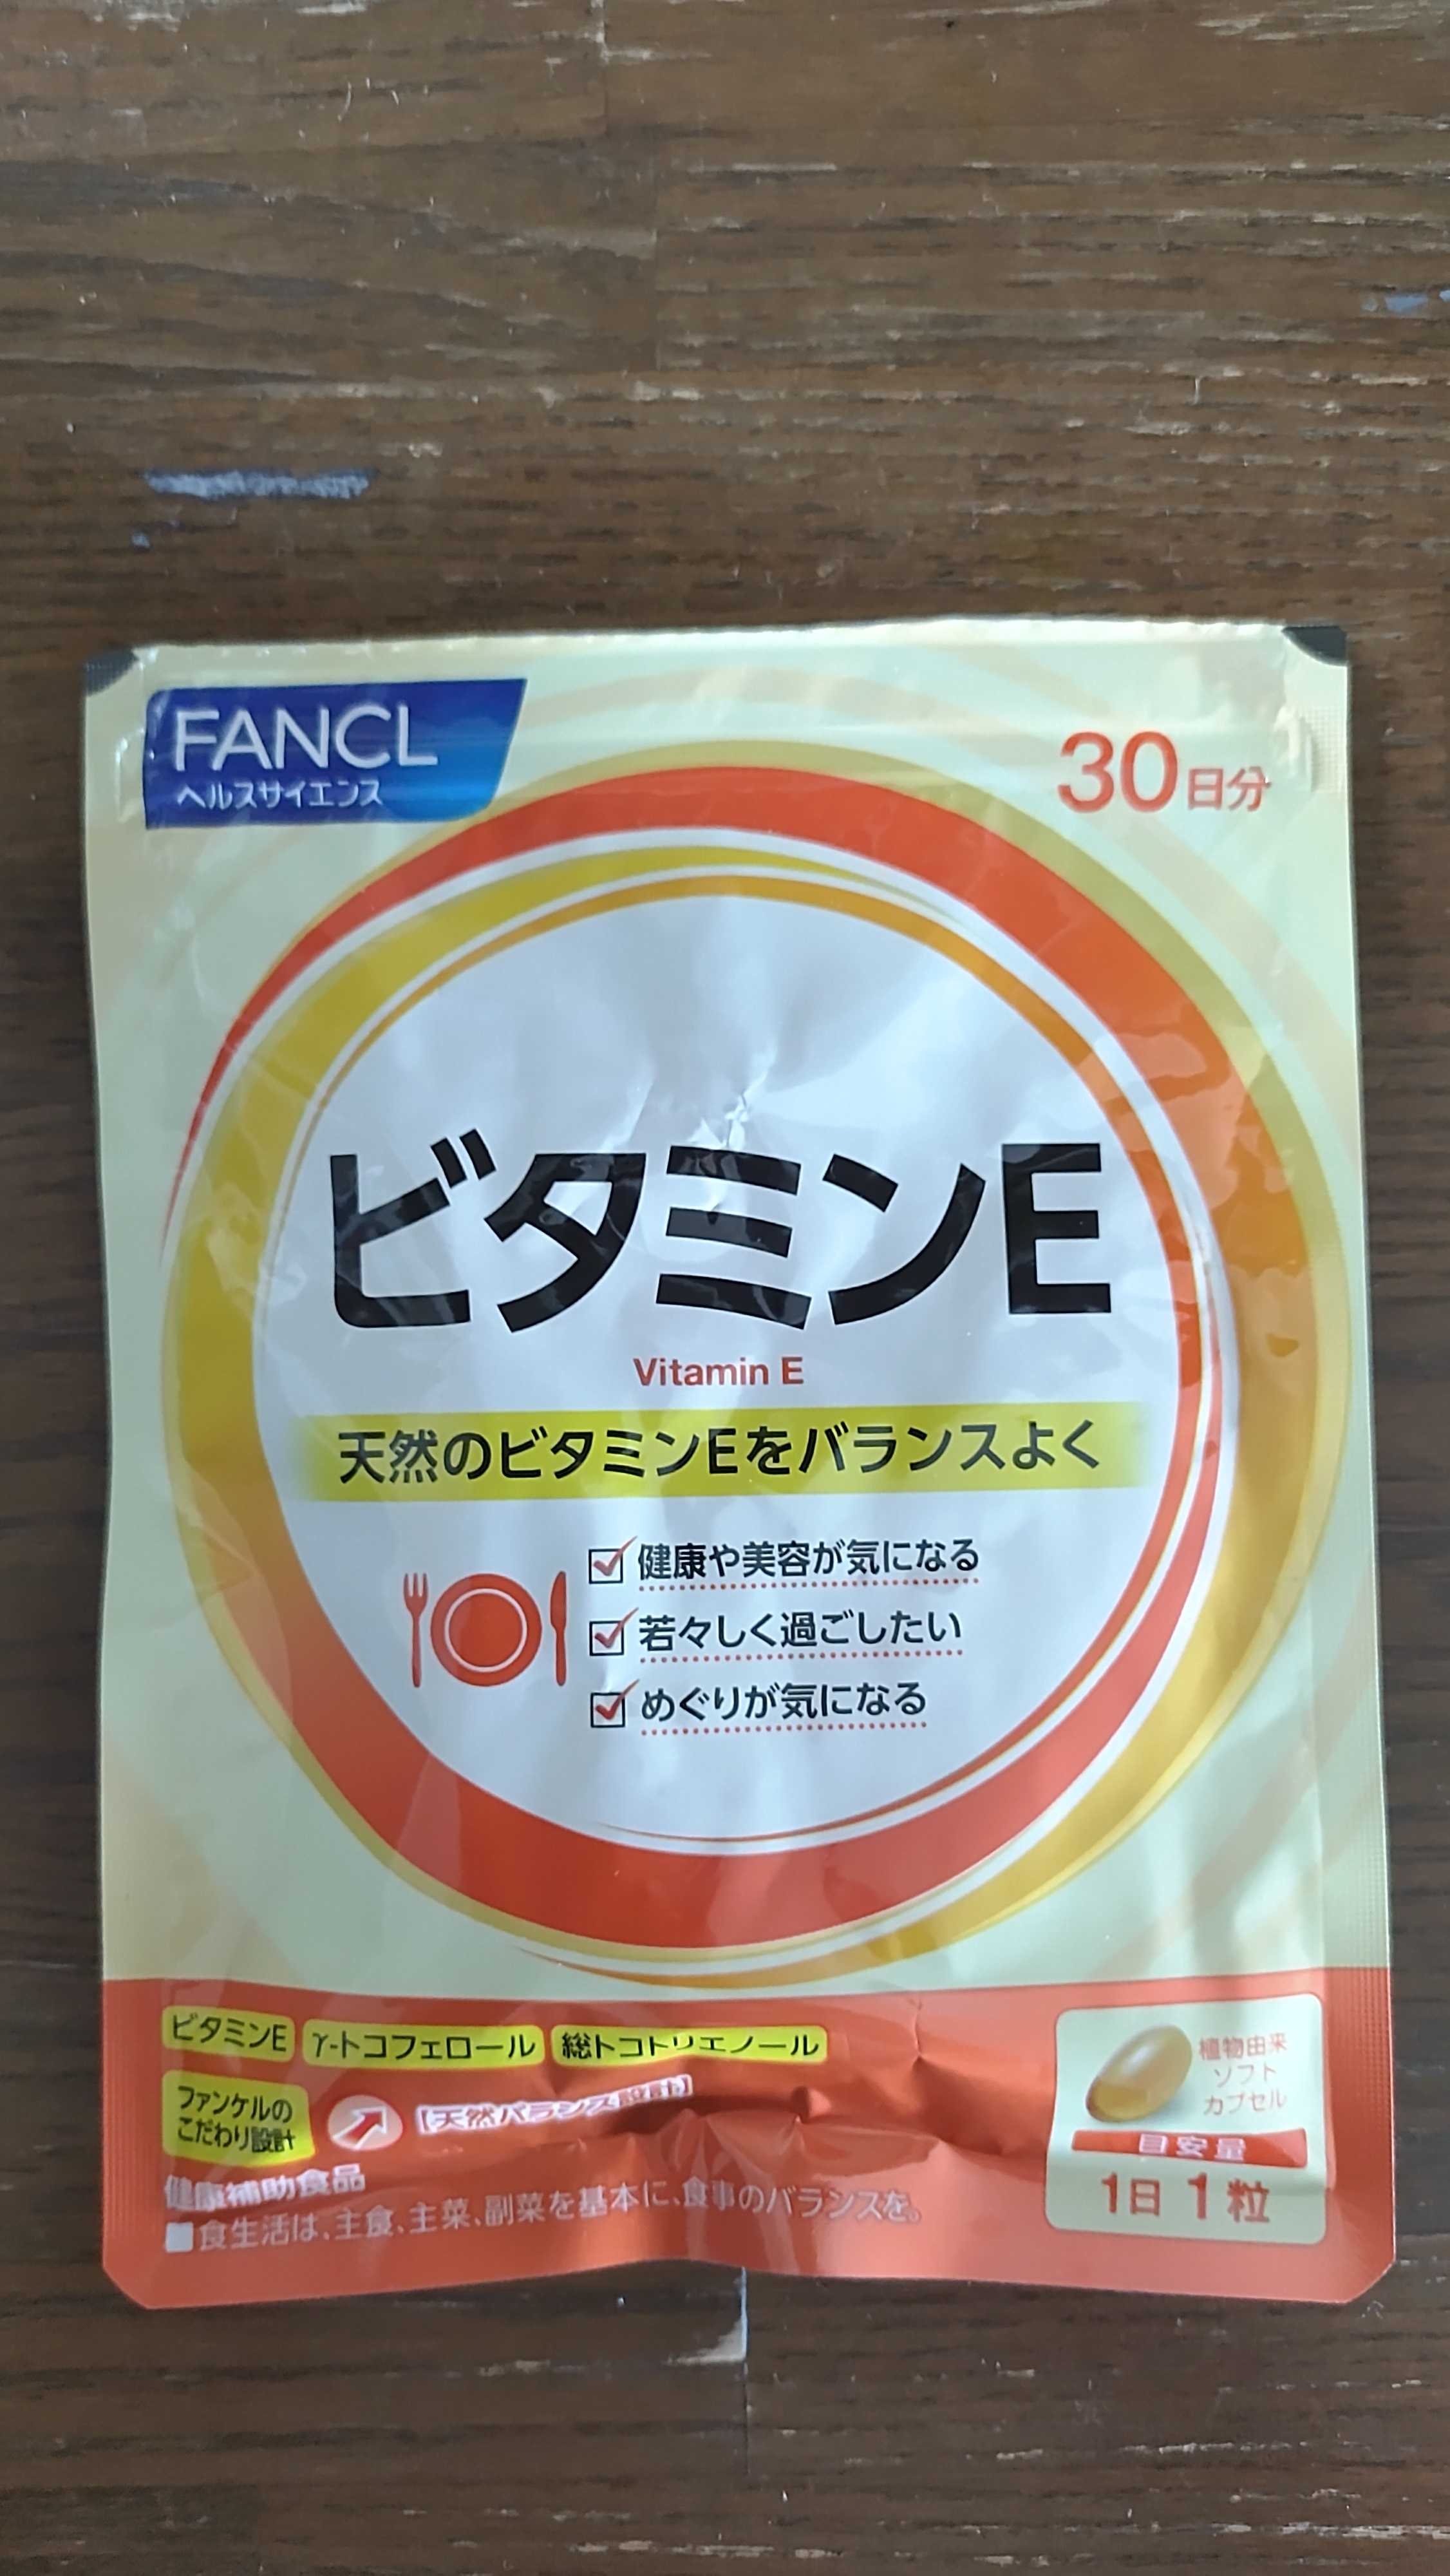 FANCL
ヘルスサイエンス
30日分
ビタミンE
Vitamin E
天然のビタミンEをバランスよく
健康や美容が気になる
若々しく過ごしたい
めぐりが気になる
ビタミンE γ-トコフェロール 総トコトリエノール
ファンケルの
こだわり設計
【天然バランス設計】
健康補助食品
■食生活は、主食、主菜、副菜を基本に、食事のバランスを。
植物由来
ソフト
カプセル
目安量
1日1粒